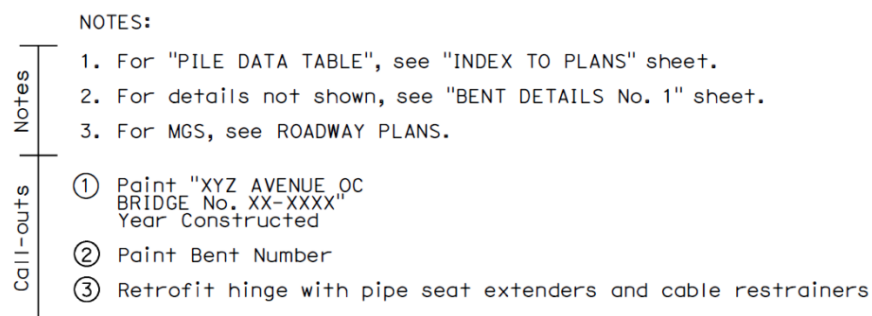 NOTES:
Notes
1. For "PILE DATA TABLE", see "INDEX TO PLANS" sheet.
2. For details not shown, see "BENT DETAILS No. 1" sheet.
3. For MGS, see ROADWAY PLANS.
Call-outs
1 Paint "XYZ AVENUE OC
BRIDGE No. XX-XXXX"
Year Constructed
2 Paint Bent Number
3 Retrofit hinge with pipe seat extenders and cable restrainers